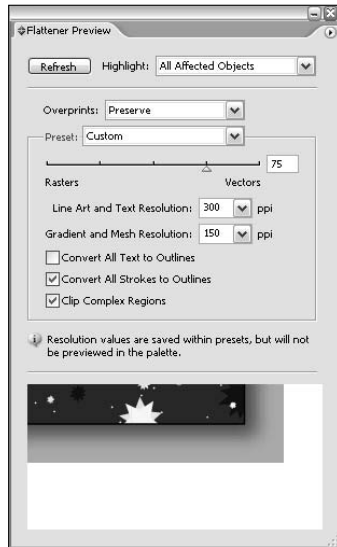 Flattener Preview
Refresh Highlight: All Affected Objects
Overprints: Preserve
Preset: Custom
75
Rasters Vectors
Line Art and Text Resolution: 300 ppi
Gradient and Mesh Resolution: 150 ppi
Convert All Text to Outlines
Convert All Strokes to Outlines
Clip Complex Regions
Resolution values are saved within presets, but will not
be previewed in the palette.